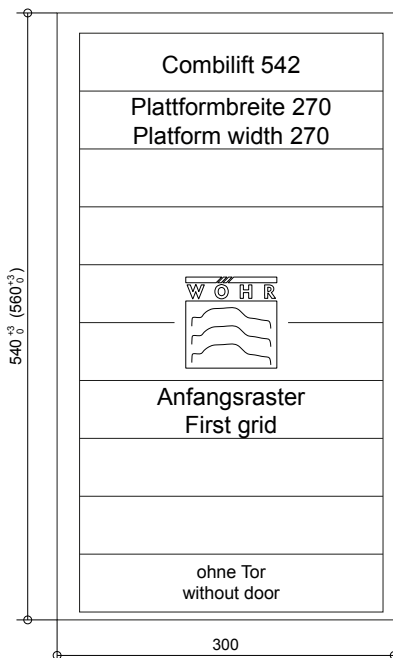 Combilift 542
Plattformbreite 270
Platform width 270
540 +3 0 (560 +3 0)
WOHR
Anfangsraster
First grid
ohne Tor
without door
300